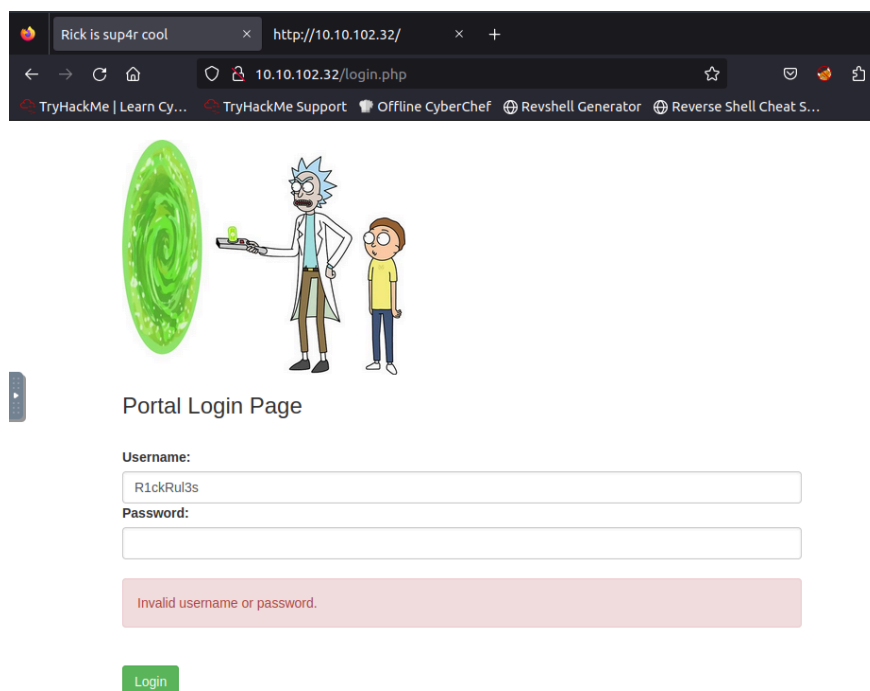 Rick is sup4r cool × http://10.10.102.32/ × +
10.10.102.32/login.php
TryHackMe | Learn Cy... TryHackMe Support Offline CyberChef Revshell Generator Reverse Shell Cheat S...
Portal Login Page
Username:
R1ckRul3s
Password:
Invalid username or password.
Login